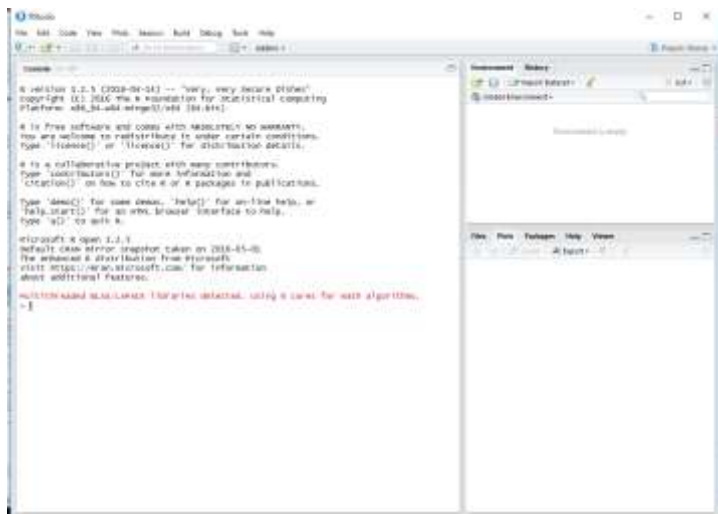 RStudio
File Edit Code View Plots Session Build Debug Tools Help
Addins
Project: (None)
Console
R version 3.2.5 (2016-04-14) -- "Very, Very Secure Dishes"
Copyright (C) 2016 The R Foundation for Statistical Computing
Platform: x86_64-w64-mingw32/x64 (64-bit)
R is free software and comes with ABSOLUTELY NO WARRANTY.
You are welcome to redistribute it under certain conditions.
Type 'license()' or 'licence()' for distribution details.
R is a collaborative project with many contributors.
Type 'contributors()' for more information and
'citation()' on how to cite R or R packages in publications.
Type 'demo()' for some demos, 'help()' for on-line help, or
'help.start()' for an HTML browser interface to help.
Type 'q()' to quit R.
Microsoft R Open 3.2.5
Default CRAN mirror snapshot taken on 2016-05-01
The enhanced R distribution from Microsoft
Visit https://mran.microsoft.com/ for information
about additional features.
Multithreaded BLAS/LAPACK libraries detected. Using cores for math algorithms.
>
Environment History
Import Dataset
List
Global Environment
Environment is empty
Files Plots Packages Help Viewer
Export